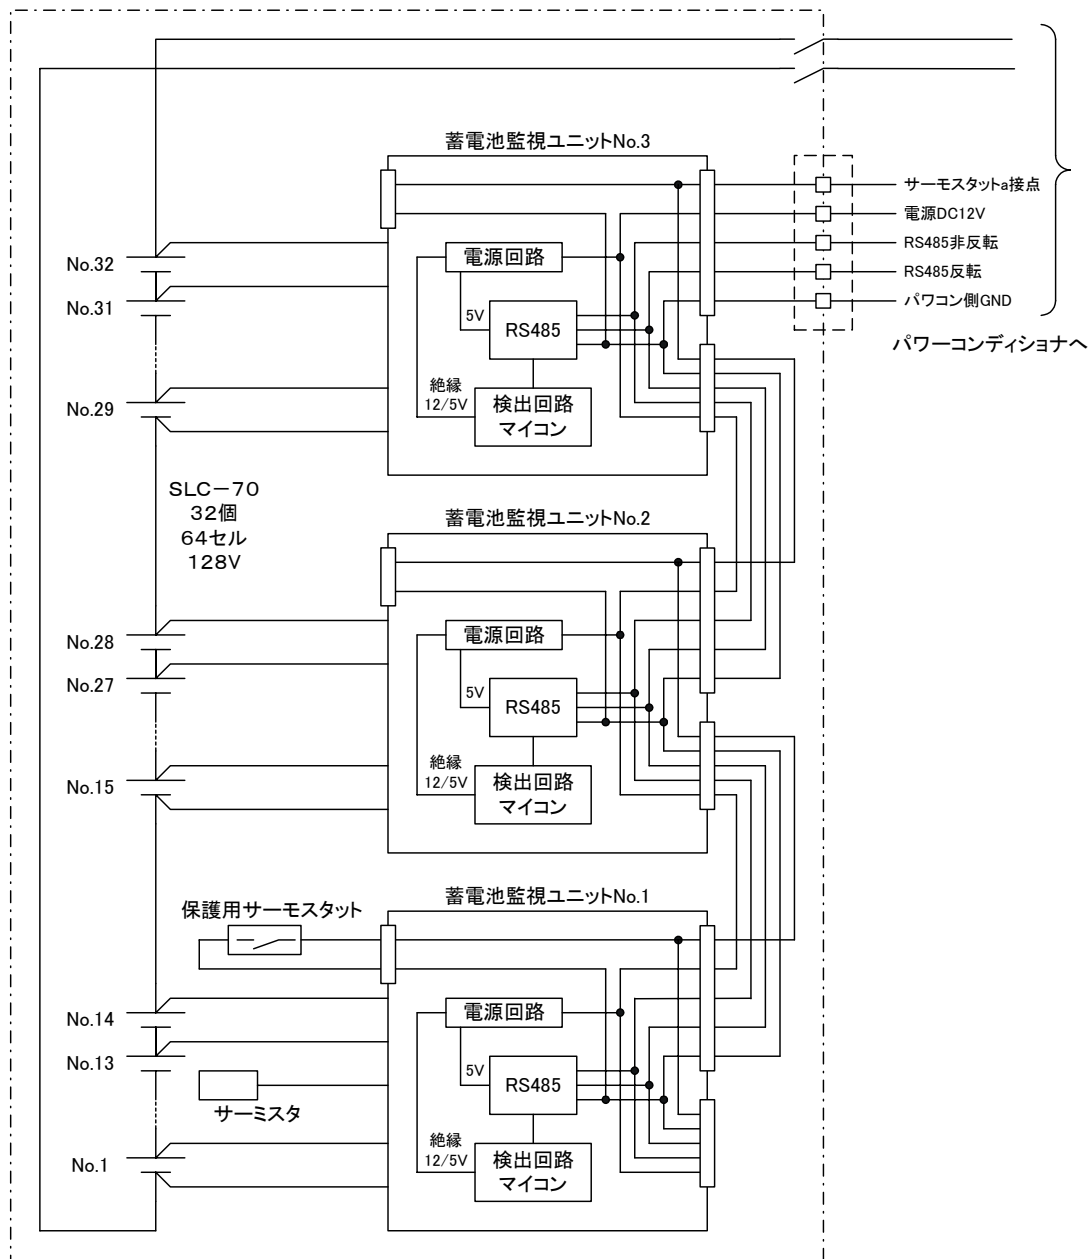 蓄電池監視ユニットNo.3
サーモスタットa接点
電源DC12V
RS485非反転
RS485反転
パワコン側GND
パワーコンディショナへ
No.32
No.31
No.29
電源回路
5V
RS485
絶縁
12/5V
検出回路
マイコン
SLC－70
32個
64セル
128V
蓄電池監視ユニットNo.2
No.28
No.27
No.15
電源回路
5V
RS485
絶縁
12/5V
検出回路
マイコン
蓄電池監視ユニットNo.1
保護用サーモスタット
No.14
No.13
サーミスタ
No.1
電源回路
5V
RS485
絶縁
12/5V
検出回路
マイコン